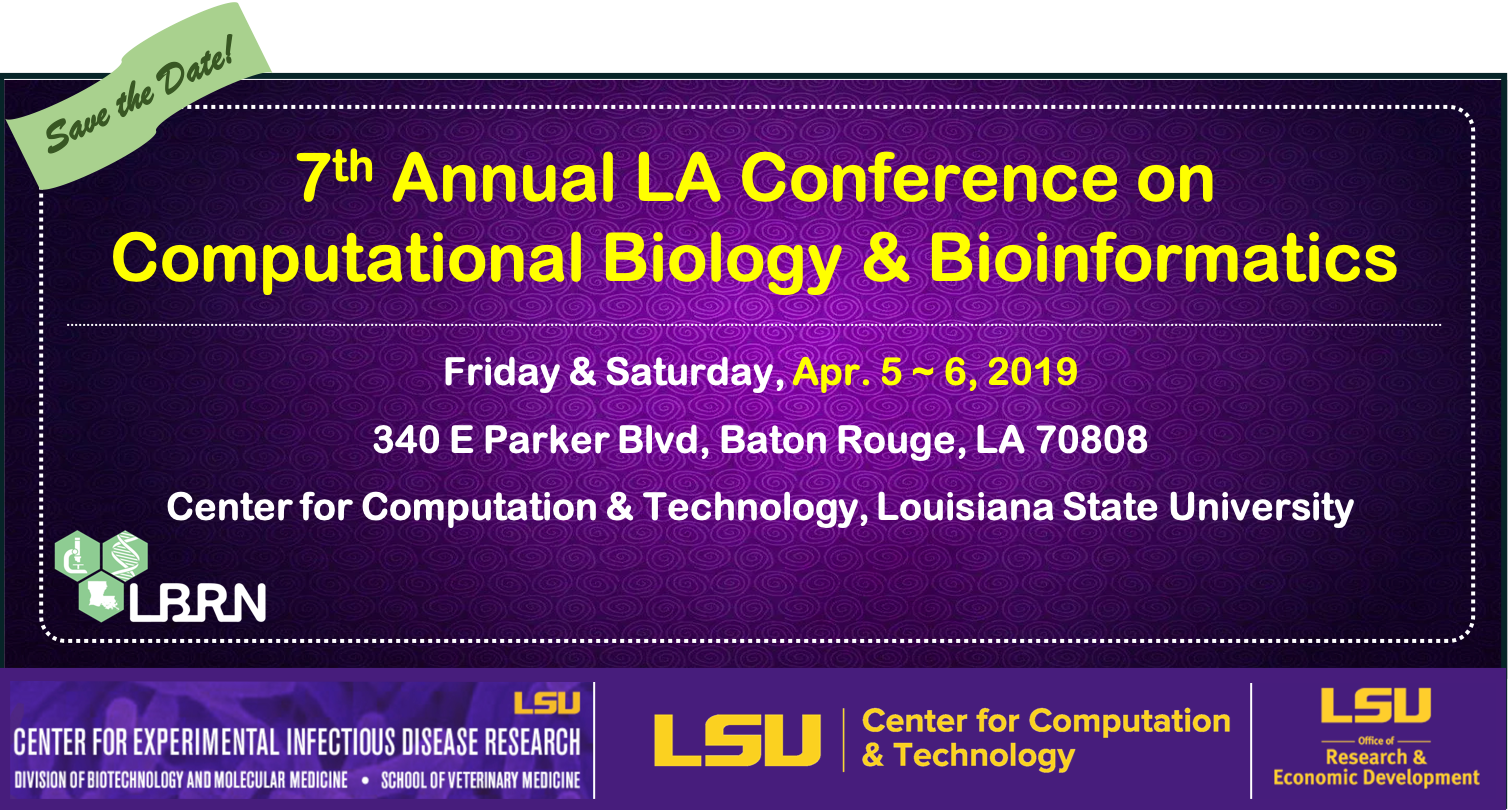 Save the Date!
7th Annual LA Conference on
Computational Biology & Bioinformatics
Friday & Saturday, Apr. 5 ~ 6, 2019
340 E Parker Blvd, Baton Rouge, LA 70808
Center for Computation & Technology, Louisiana State University
LBRN
LSU
CENTER FOR EXPERIMENTAL INFECTIOUS DISEASE RESEARCH
DIVISION OF BIOTECHNOLOGY AND MOLECULAR MEDICINE • SCHOOL OF VETERINARY MEDICINE
LSU
Center for Computation
& Technology
LSU
Office of
Research &
Economic Development